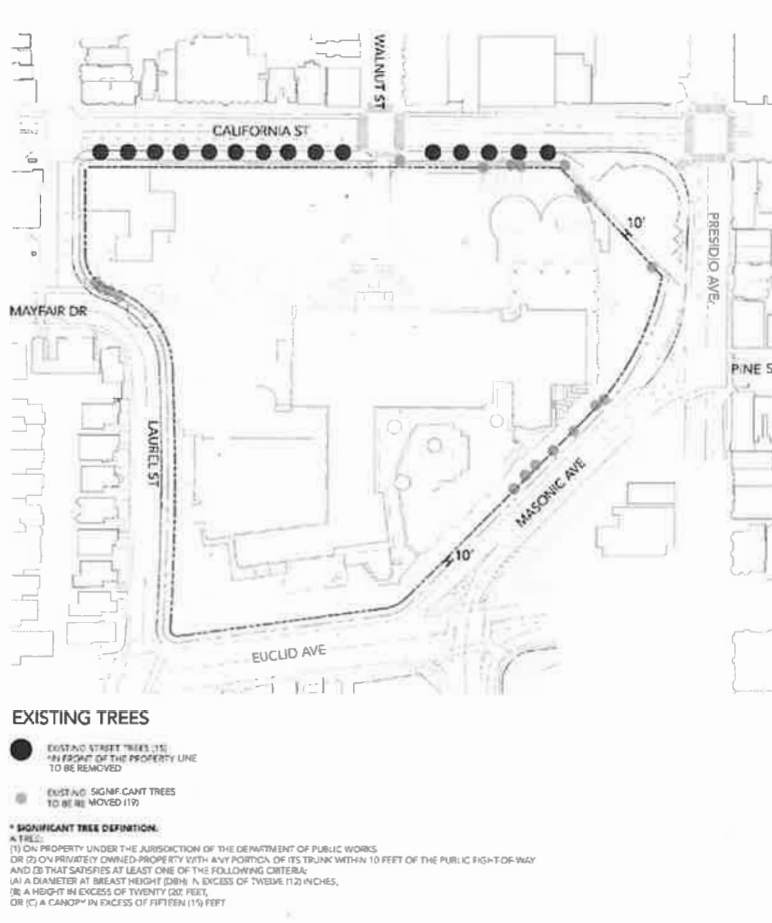 WALNUT ST
CALIFORNIA ST
10'
PRESIDIO AVE
MAYFAIR DR
PINE S
LAUREL ST
MASONIC AVE
10'
EUCLID AVE
EXISTING TREES
EXISTING STREET TREES (15)
*IN FRONT OF THE PROPERTY LINE
TO BE REMOVED
EXISTING SIGNIFICANT TREES
TO BE REMOVED (19)
* SIGNIFICANT TREE DEFINITION:
A TREE:
(1) ON PROPERTY UNDER THE JURISDICTION OF THE DEPARTMENT OF PUBLIC WORKS
OR (2) ON PRIVATELY OWNED-PROPERTY WITH ANY PORTION OF ITS TRUNK WITHIN 10 FEET OF THE PUBLIC RIGHT-OF-WAY
AND (3) THAT SATISFIES AT LEAST ONE OF THE FOLLOWING CRITERIA:
(A) A DIAMETER AT BREAST HEIGHT (DBH) IN EXCESS OF TWELVE (12) INCHES,
(B) A HEIGHT IN EXCESS OF TWENTY (20) FEET,
OR (C) A CANOPY IN EXCESS OF FIFTEEN (15) FEET